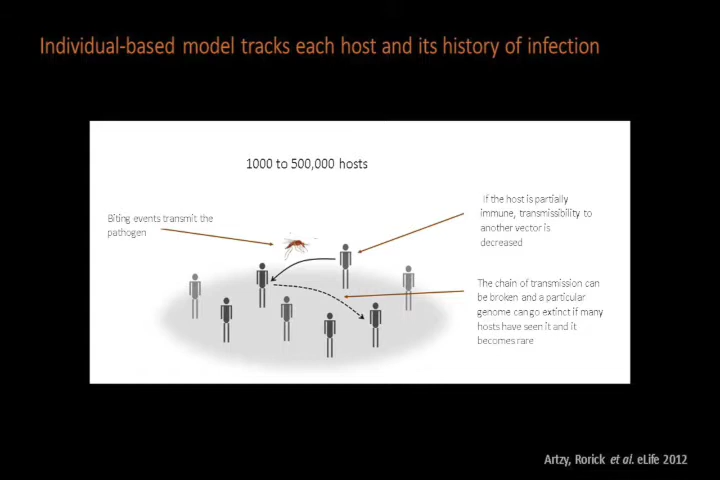 Individual-based model tracks each host and its history of infection
1000 to 500,000 hosts
Biting events transmit the
pathogen
If the host is partially
immune, transmissibility to
another vector is
decreased
The chain of transmission can
be broken and a particular
genome can go extinct if many
hosts have seen it and it
becomes rare
Artzy, Rorick et al. eLife 2012